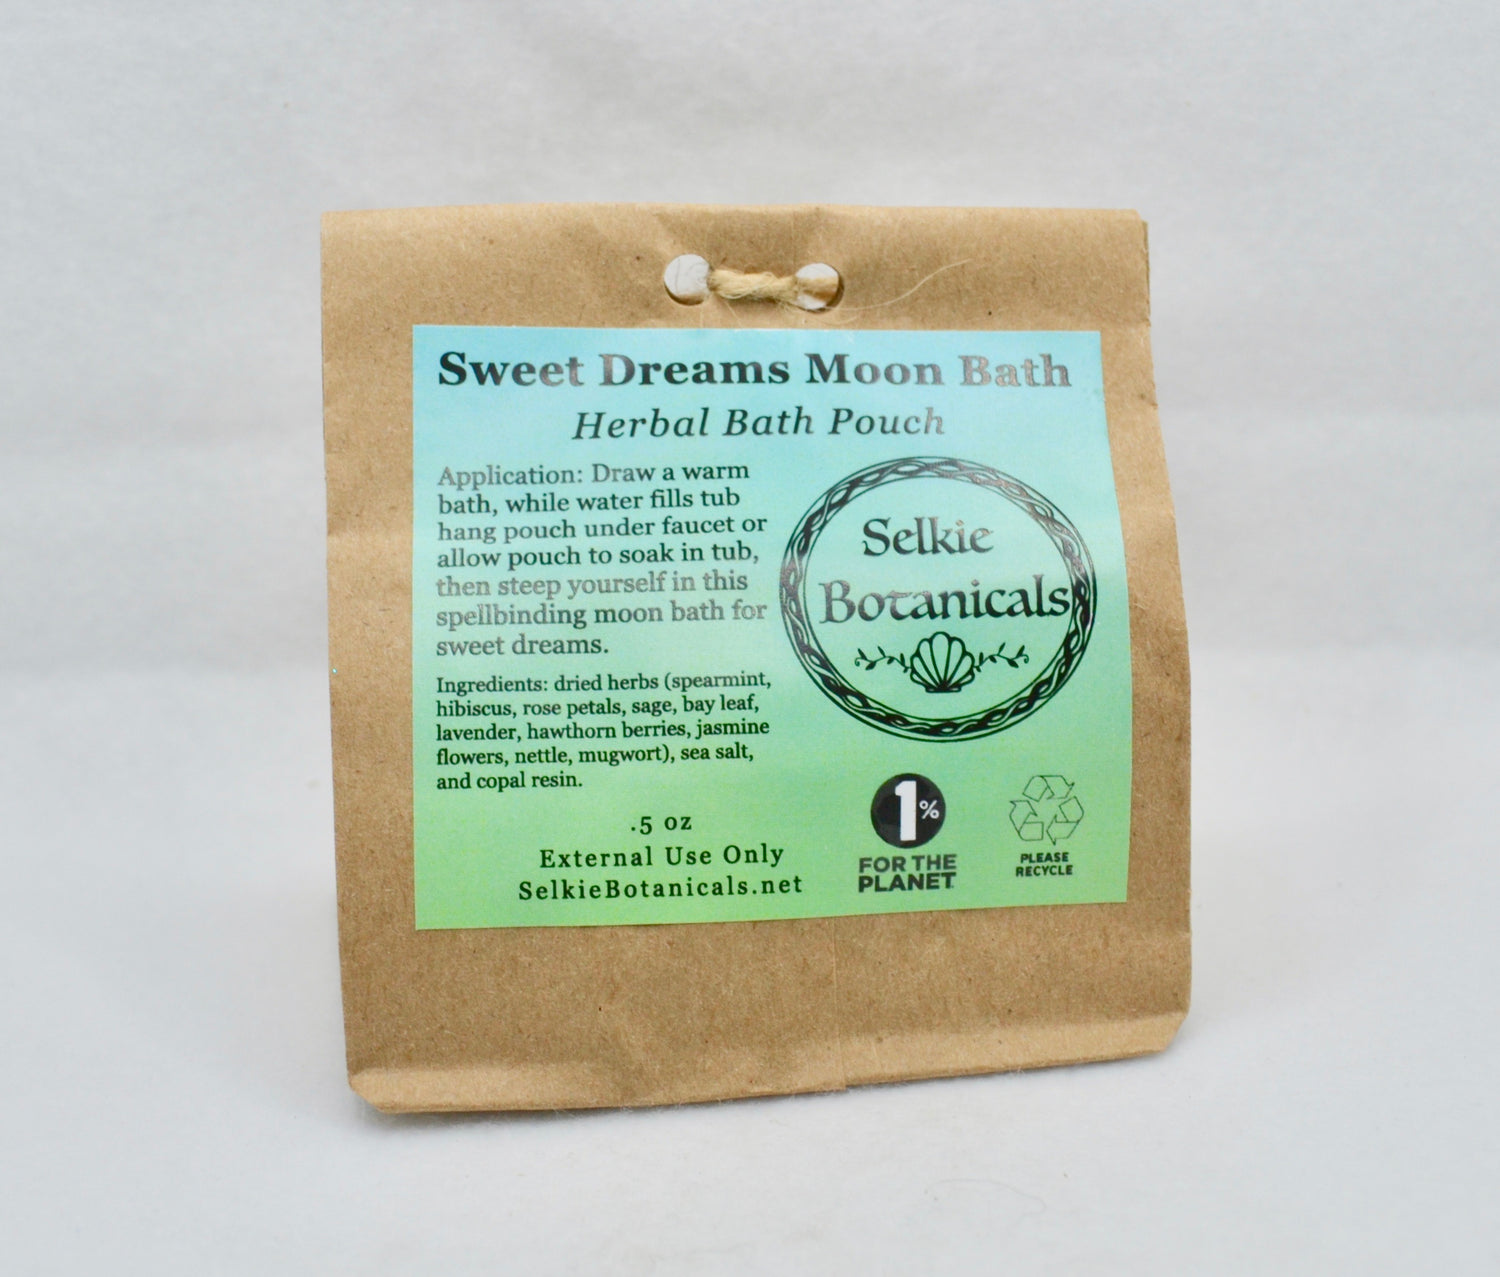 Sweet Dreams Moon Bath
Herbal Bath Pouch
Application: Draw a warm
bath, while water fills tub
hang pouch under faucet or
allow pouch to soak in tub,
then steep yourself in this
spellbinding moon bath for
sweet dreams.
Ingredients: dried herbs (spearmint,
hibiscus, rose petals, sage, bay leaf,
lavender, hawthorn berries, jasmine
flowers, nettle, mugwort), sea salt,
and copal resin.
.5 oz
External Use Only
SelkieBotanicals.net
Selkie
Botanicals
1%
FOR THE
PLANET
PLEASE
RECYCLE